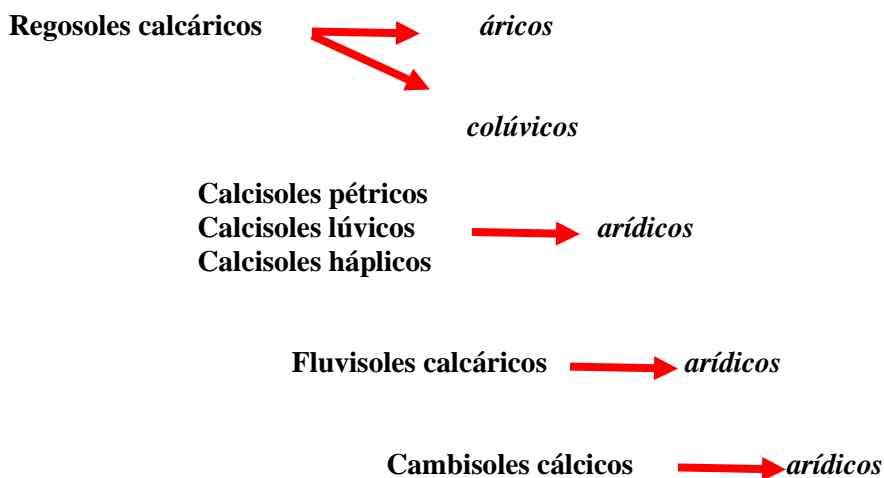 Regosoles calcáricos áricos
colúvicos
Calcisoles pétricos
Calcisoles lúvicos arídicos
Calcisoles háplicos
Fluvisoles calcáricos arídicos
Cambisoles cálcicos arídicos